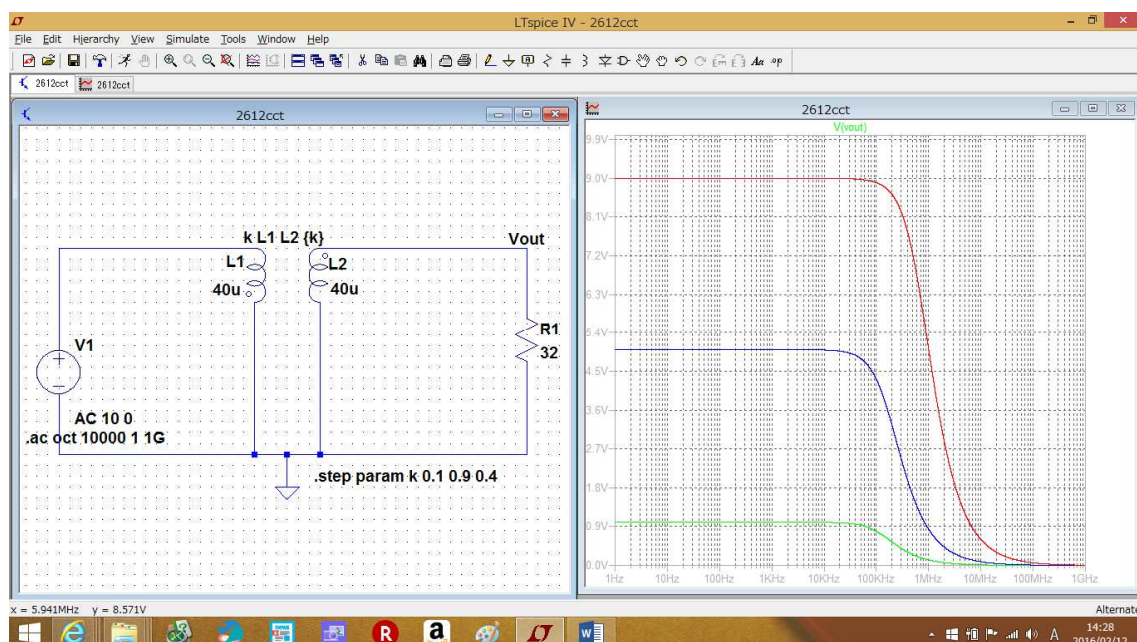 LTspice IV - 2612cct
File Edit Hierarchy View Simulate Tools Window Help
Aa .op
2612cct 2612cct
2612cct
k L1 L2 {k}
Vout
L1
L2
40u
40u
R1
32
V1
AC 10 0
.ac oct 10000 1 1G
.step param k 0.1 0.9 0.4
2612cct
V(vout)
9.9V
9.0V
8.1V
7.2V
6.3V
5.4V
4.5V
3.6V
2.7V
1.8V
0.9V
0.0V
1Hz 10Hz 100Hz 1KHz 10KHz 100KHz 1MHz 10MHz 100MHz 1GHz
x = 5.941MHz y = 8.571V
Alternate
A
14:28